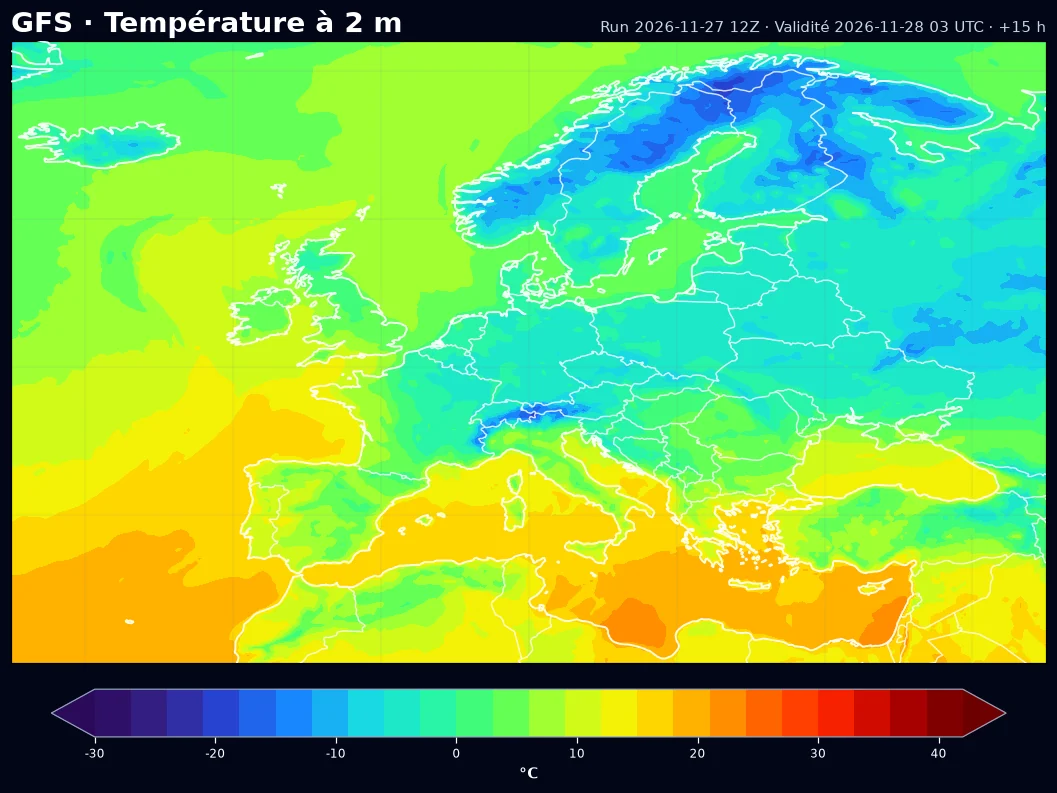 GFS · Température à 2 m
Run 2026-11-27 12Z · Validité 2026-11-28 03 UTC · +15 h
-30 -20 -10 0 10 20 30 40
°C